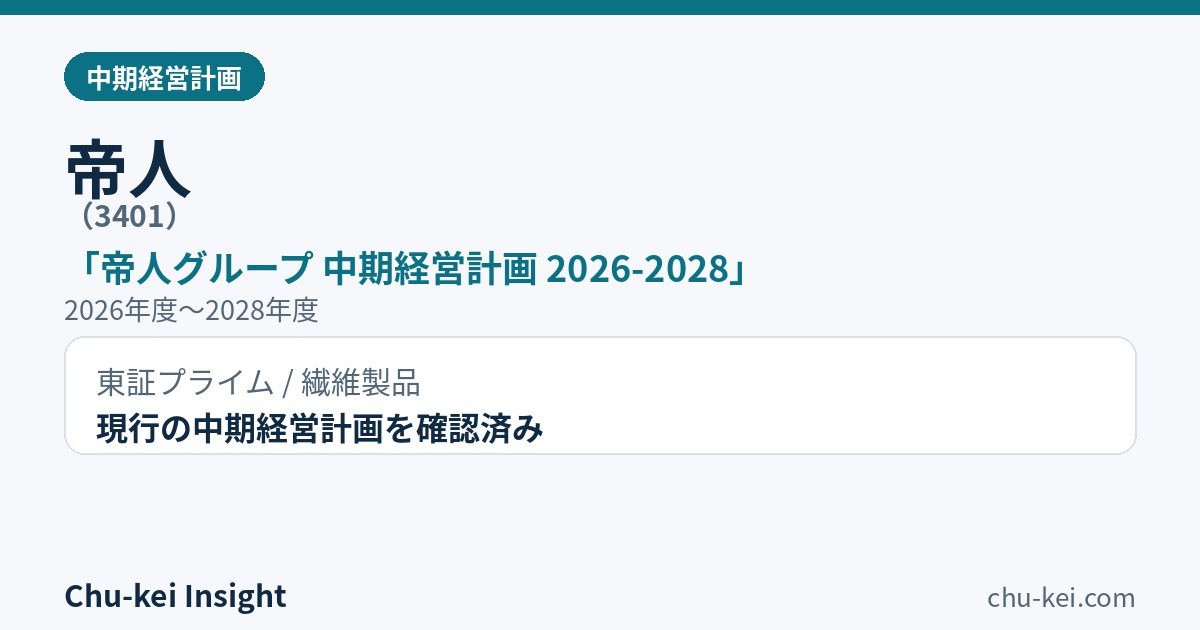 中期経営計画
帝人
（3401）
「帝人グループ 中期経営計画 2026-2028」
2026年度～2028年度
東証プライム / 繊維製品
現行の中期経営計画を確認済み
Chu-kei Insight
chu-kei.com